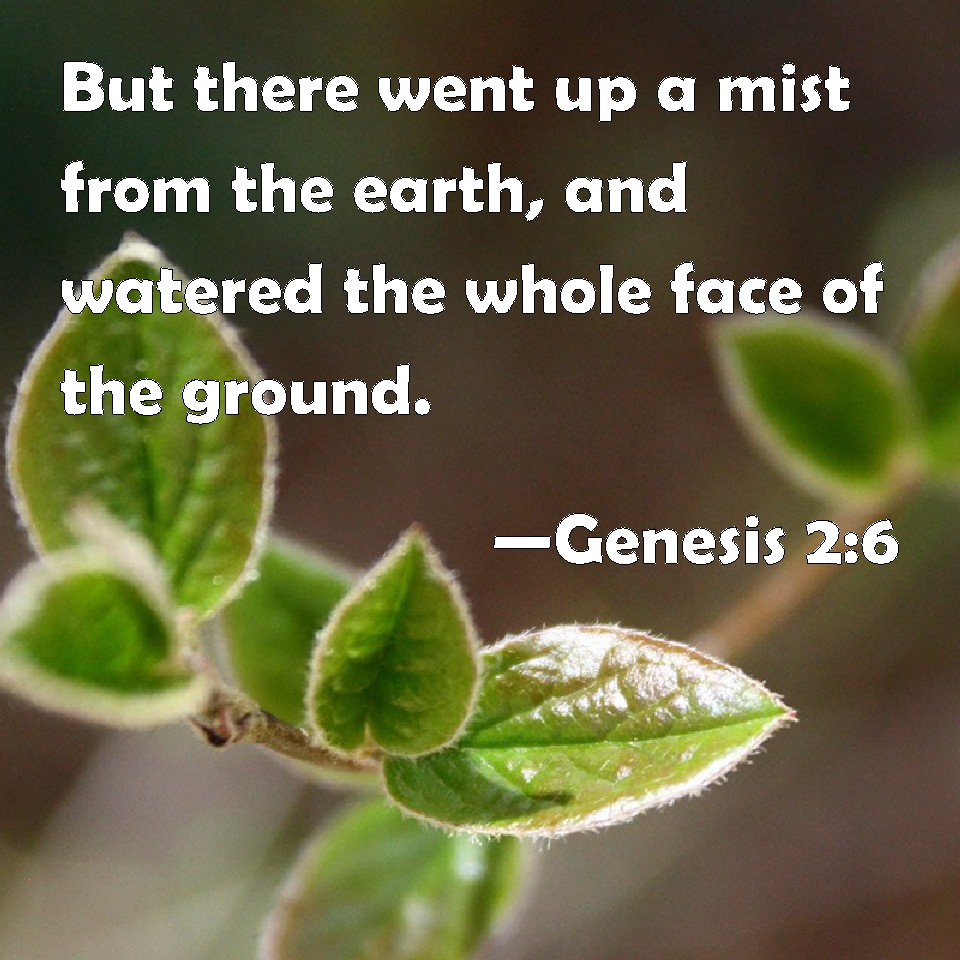 But there went up a mist
from the earth, and
watered the whole face of
the ground.
—Genesis 2:6